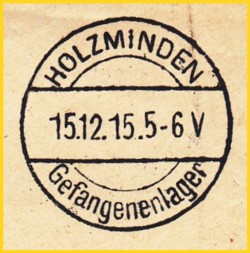 HOLZMINDEN
15.12.15.5-6 V
Gefangenenlager